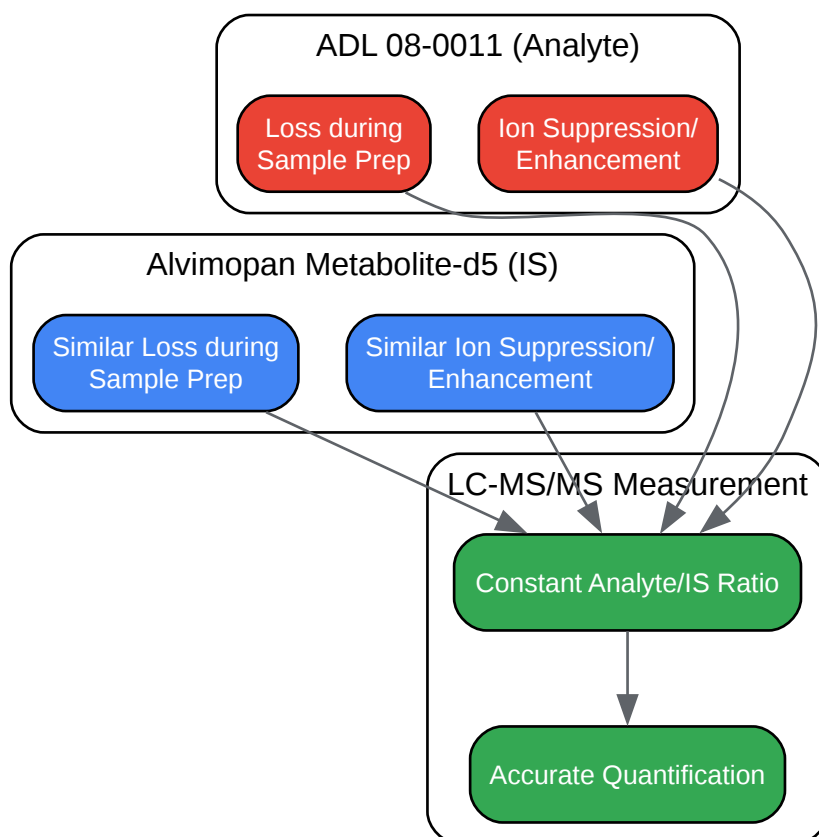 ADL 08-0011 (Analyte)
Loss during
Sample Prep
Ion Suppression/
Enhancement
Alvimopan Metabolite-d5 (IS)
Similar Loss during
Sample Prep
Similar Ion Suppression/
Enhancement
LC-MS/MS Measurement
Constant Analyte/IS Ratio
Accurate Quantification